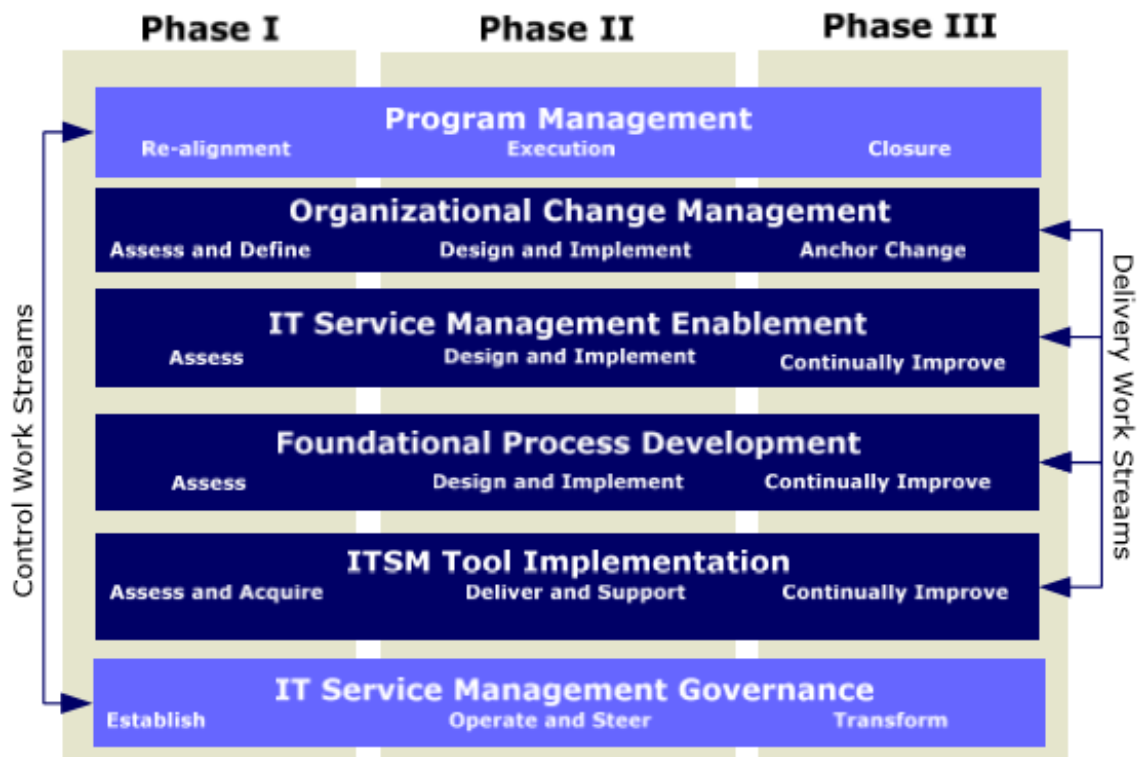 Phase I Phase II Phase III
Program Management
Re-alignment Execution Closure
Organizational Change Management
Assess and Define Design and Implement Anchor Change
IT Service Management Enablement
Assess Design and Implement Continually Improve
Foundational Process Development
Assess Design and Implement Continually Improve
ITSM Tool Implementation
Assess and Acquire Deliver and Support Continually Improve
IT Service Management Governance
Establish Operate and Steer Transform
Control Work Streams
Delivery Work Streams